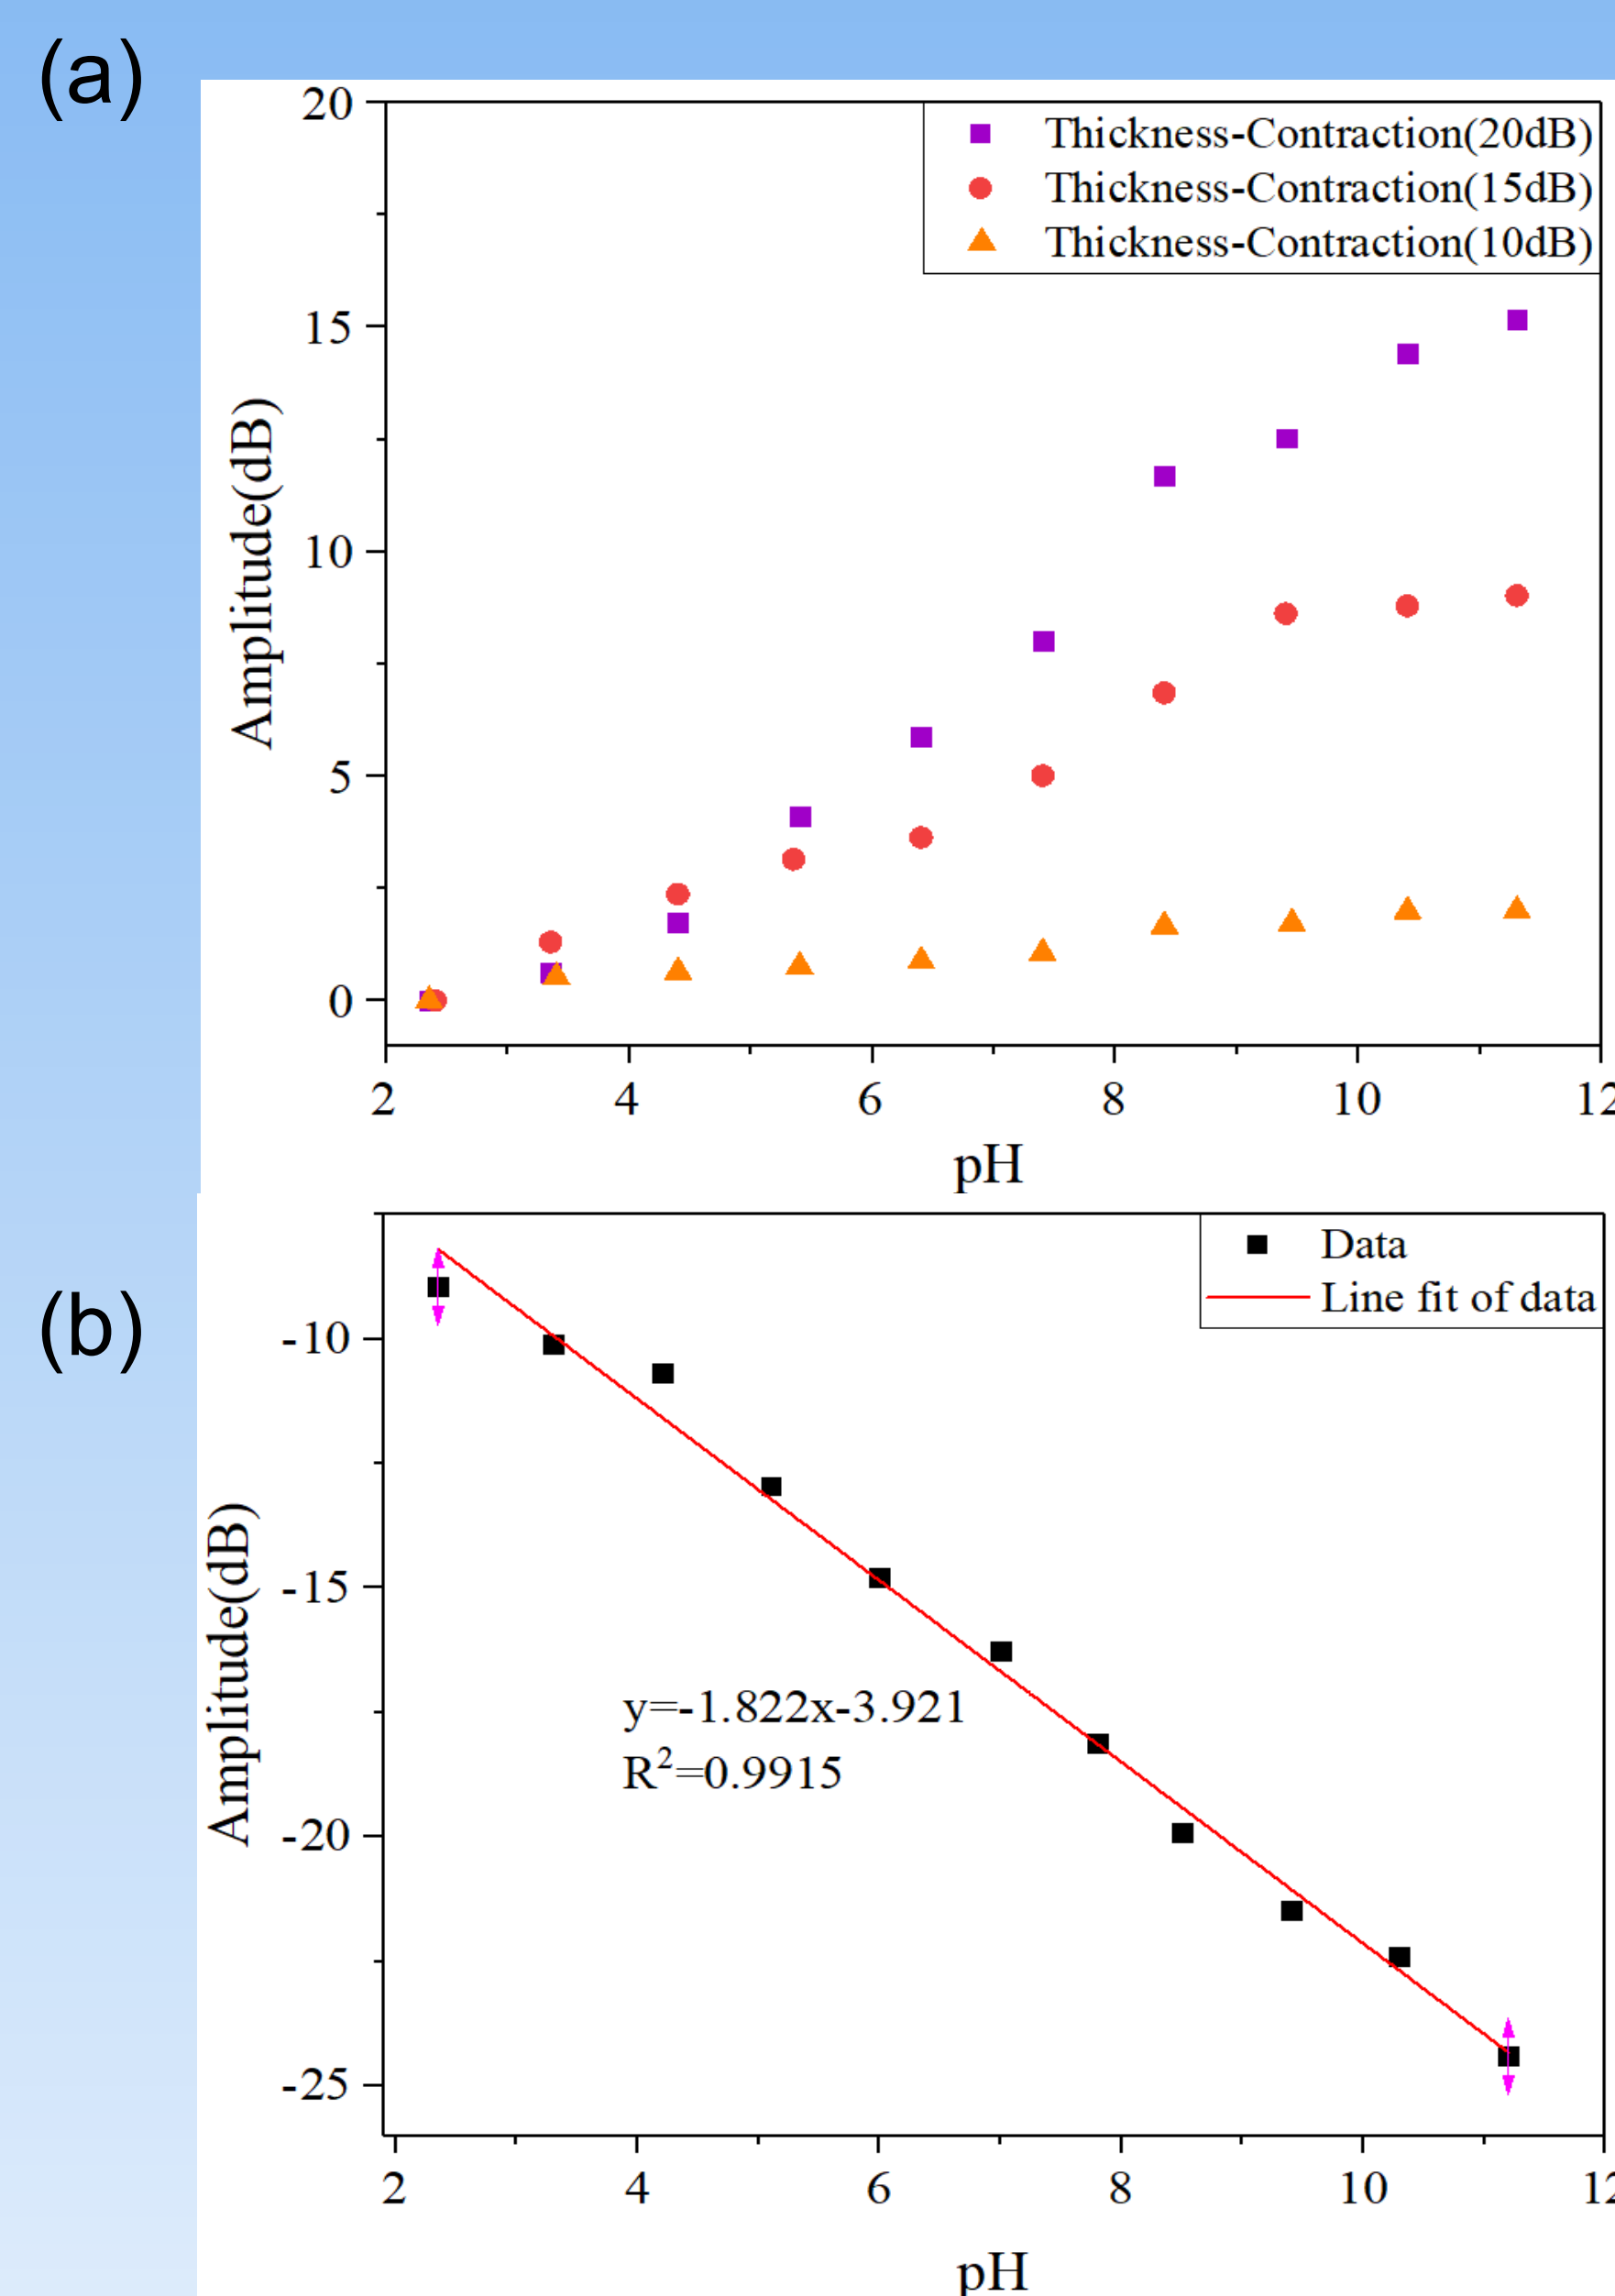 (a)
20
15
10
5
0
Amplitude(dB)
Thickness-Contraction(20dB)
Thickness-Contraction(15dB)
Thickness-Contraction(10dB)
2 4 6 8 10 12
pH
(b)
-10
-15
-20
-25
Amplitude(dB)
Data
Line fit of data
y=-1.822x-3.921
R²=0.9915
2 4 6 8 10 12
pH